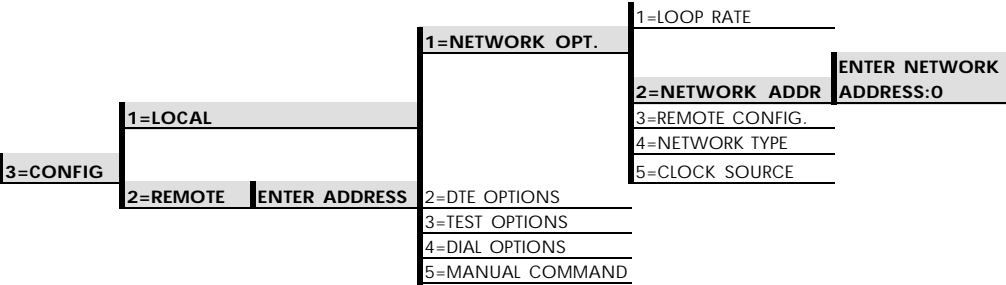 3=CONFIG
1=LOCAL
2=REMOTE
ENTER ADDRESS
1=NETWORK OPT.
2=DTE OPTIONS
3=TEST OPTIONS
4=DIAL OPTIONS
5=MANUAL COMMAND
1=LOOP RATE
2=NETWORK ADDR
3=REMOTE CONFIG.
4=NETWORK TYPE
5=CLOCK SOURCE
ENTER NETWORK
ADDRESS:0